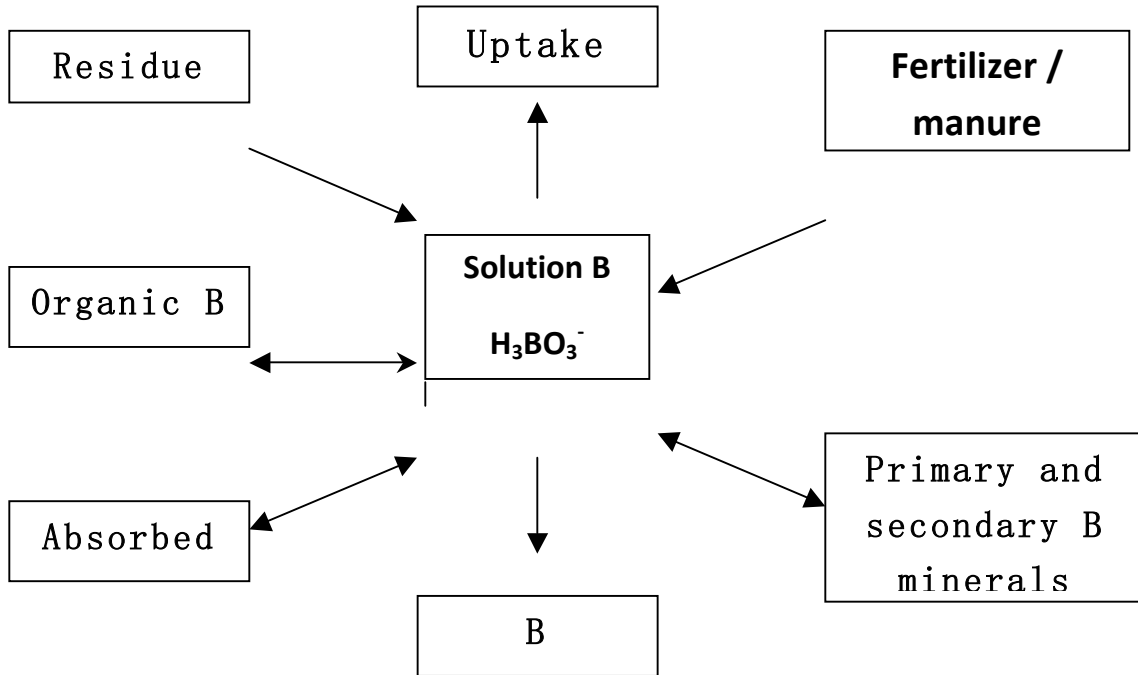 Residue
Uptake
Fertilizer /
manure
Solution B
H₃BO₃⁻
Organic B
Absorbed
Primary and
secondary B
minerals
B